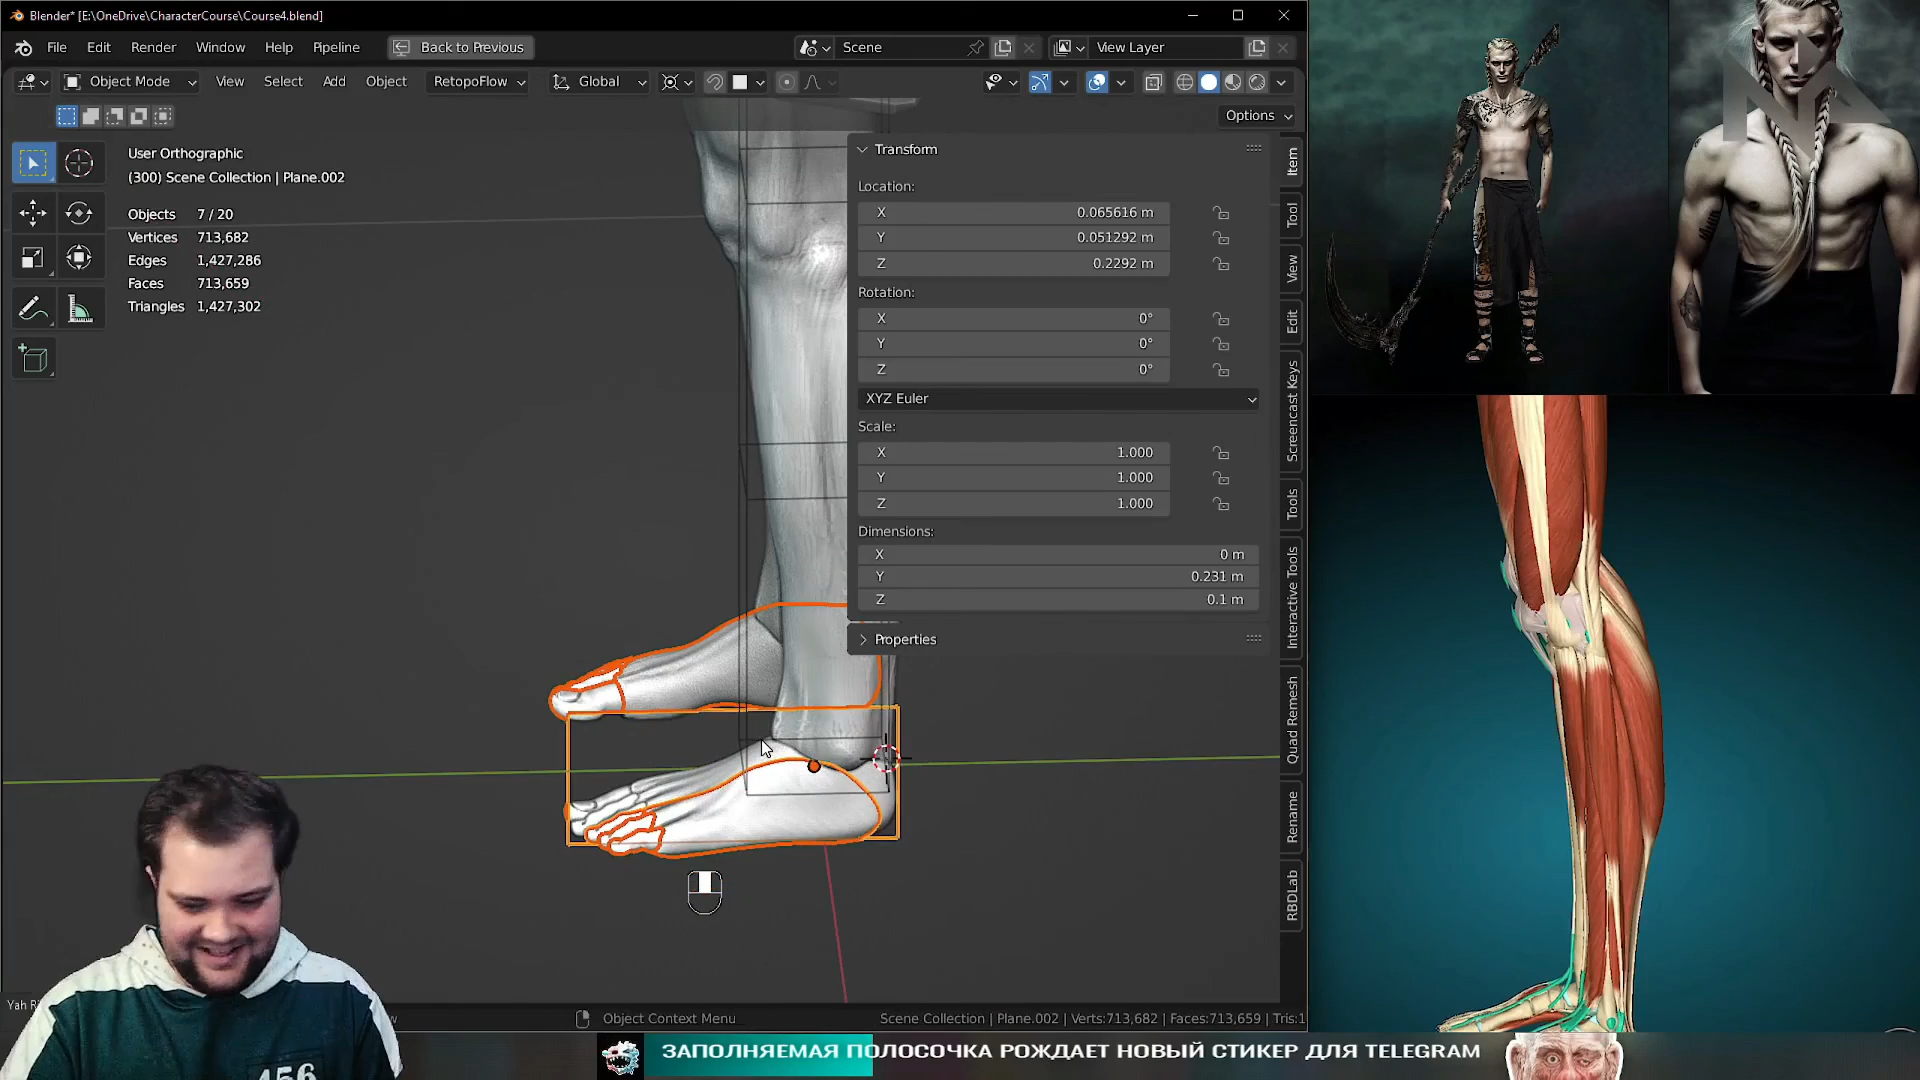 Blender* [E:\OneDrive\CharacterCourse\Course4.blend]
File Edit Render Window Help Pipeline Back to Previous Scene View Layer
Object Mode View Select Add Object RetopoFlow Global
Options
User Orthographic
(300) Scene Collection | Plane.002
Objects 7 / 20
Vertices 713,682
Edges 1,427,286
Faces 713,659
Triangles 1,427,302
Transform
Location:
X 0.065616 m
Y 0.051292 m
Z 0.2292 m
Rotation:
X 0°
Y 0°
Z 0°
XYZ Euler
Scale:
X 1.000
Y 1.000
Z 1.000
Dimensions:
X 0 m
Y 0.231 m
Z 0.1 m
Properties
Item
Tool
View
Edit
Screencast Keys
Tools
Interactive Tools
Quad Remesh
Rename
RBDLab
Yah R
Object Context Menu
Scene Collection | Plane.002 | Verts:713,682 | Faces:713,659 | Tris:1
456
ЗАПОЛНЯЕМАЯ ПОЛОСОЧКА РОЖДАЕТ НОВЫЙ СТИКЕР ДЛЯ TELEGRAM